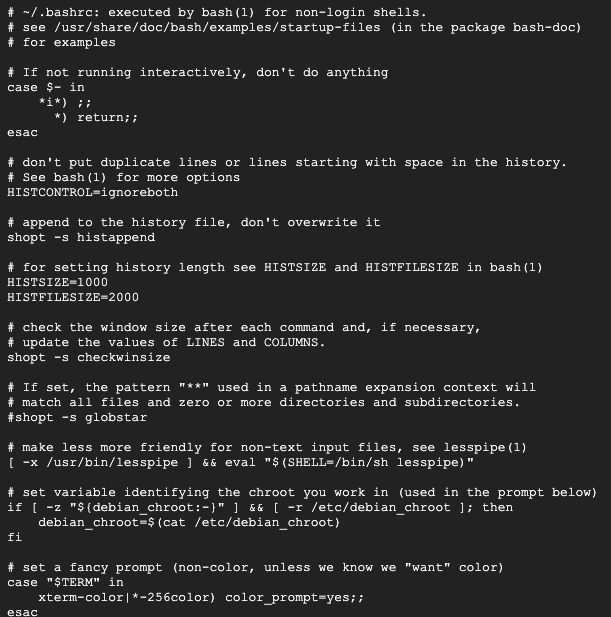 # ~/.bashrc: executed by bash(1) for non-login shells.
# see /usr/share/doc/bash/examples/startup-files (in the package bash-doc)
# for examples

# If not running interactively, don't do anything
case $- in
    *i*) ;;
      *) return;;
esac

# don't put duplicate lines or lines starting with space in the history.
# See bash(1) for more options
HISTCONTROL=ignoreboth

# append to the history file, don't overwrite it
shopt -s histappend

# for setting history length see HISTSIZE and HISTFILESIZE in bash(1)
HISTSIZE=1000
HISTFILESIZE=2000

# check the window size after each command and, if necessary,
# update the values of LINES and COLUMNS.
shopt -s checkwinsize

# If set, the pattern "**" used in a pathname expansion context will
# match all files and zero or more directories and subdirectories.
#shopt -s globstar

# make less more friendly for non-text input files, see lesspipe(1)
[ -x /usr/bin/lesspipe ] && eval "$(SHELL=/bin/sh lesspipe)"

# set variable identifying the chroot you work in (used in the prompt below)
if [ -z "${debian_chroot:-}" ] && [ -r /etc/debian_chroot ]; then
    debian_chroot=$(cat /etc/debian_chroot)
fi

# set a fancy prompt (non-color, unless we know we "want" color)
case "$TERM" in
    xterm-color|*-256color) color_prompt=yes;;
esac